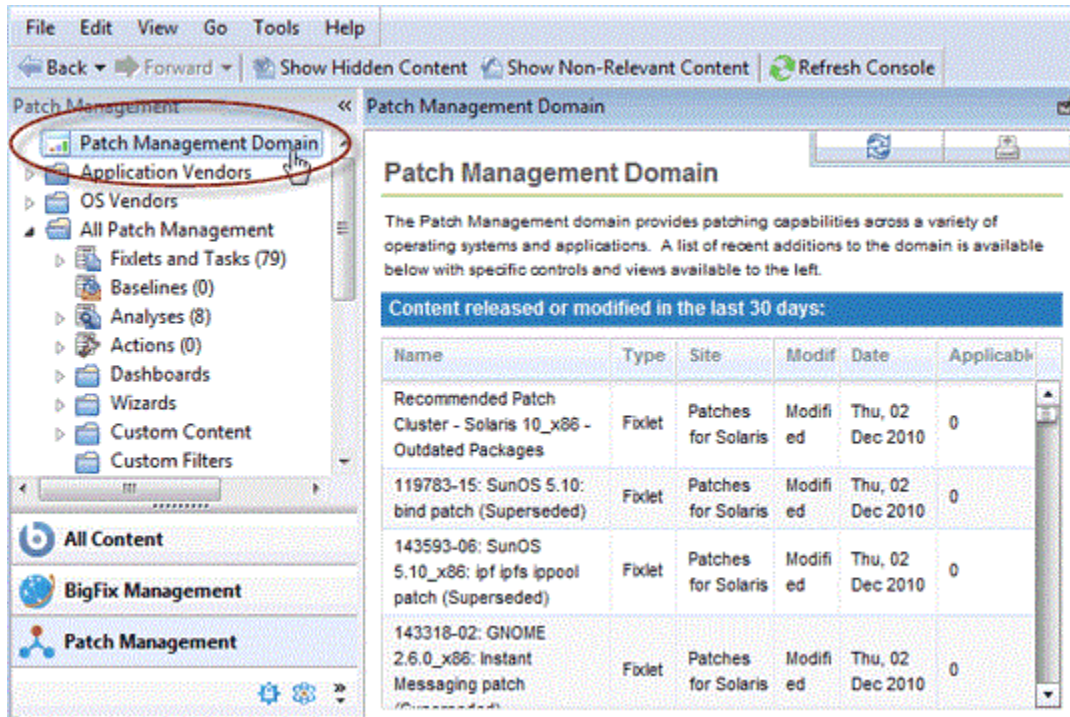 File Edit View Go Tools Help
Back Forward Show Hidden Content Show Non-Relevant Content Refresh Console
Patch Management
Patch Management Domain
Application Vendors
OS Vendors
All Patch Management
Fixlets and Tasks (79)
Baselines (0)
Analyses (8)
Actions (0)
Dashboards
Wizards
Custom Content
Custom Filters
All Content
BigFix Management
Patch Management
Patch Management Domain
Patch Management Domain
The Patch Management domain provides patching capabilities across a variety of
operating systems and applications. A list of recent additions to the domain is available
below with specific controls and views available to the left.
Content released or modified in the last 30 days:
Name Type Site Modif Date Applicabl
Recommended Patch
Cluster - Solaris 10_x86 -
Outdated Packages
Fixlet
Patches
for Solaris
Modifi
ed
Thu, 02
Dec 2010
0
119783-15: SunOS 5.10:
bind patch (Superseded)
Fixlet
Patches
for Solaris
Modifi
ed
Thu, 02
Dec 2010
0
143593-06: SunOS
5.10_x86: ipf ipfs ippool
patch (Superseded)
Fixlet
Patches
for Solaris
Modifi
ed
Thu, 02
Dec 2010
0
143318-02: GNOME
2.6.0_x86: Instant
Messaging patch
Fixlet
Patches
for Solaris
Modifi
ed
Thu, 02
Dec 2010
0